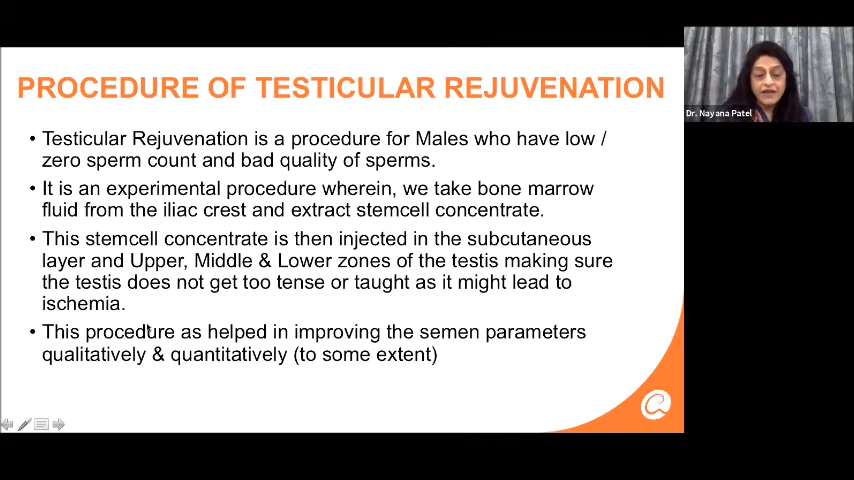 PROCEDURE OF TESTICULAR REJUVENATION
Dr. Nayana Patel
• Testicular Rejuvenation is a procedure for Males who have low /
zero sperm count and bad quality of sperms.
• It is an experimental procedure wherein, we take bone marrow
fluid from the iliac crest and extract stemcell concentrate.
• This stemcell concentrate is then injected in the subcutaneous
layer and Upper, Middle & Lower zones of the testis making sure
the testis does not get too tense or taught as it might lead to
ischemia.
• This procedure as helped in improving the semen parameters
qualitatively & quantitatively (to some extent)